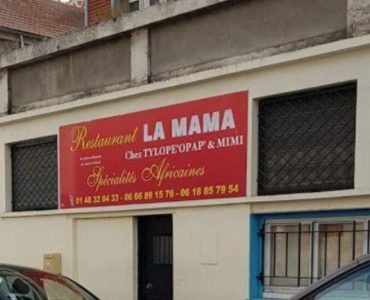 Restaurant LA MAMA
Chez TYLOPE'OPAP' & MIMI
Spécialités Africaines
01 48 32 04 33 - 06 66 89 15 76 - 06 18 85 79 54